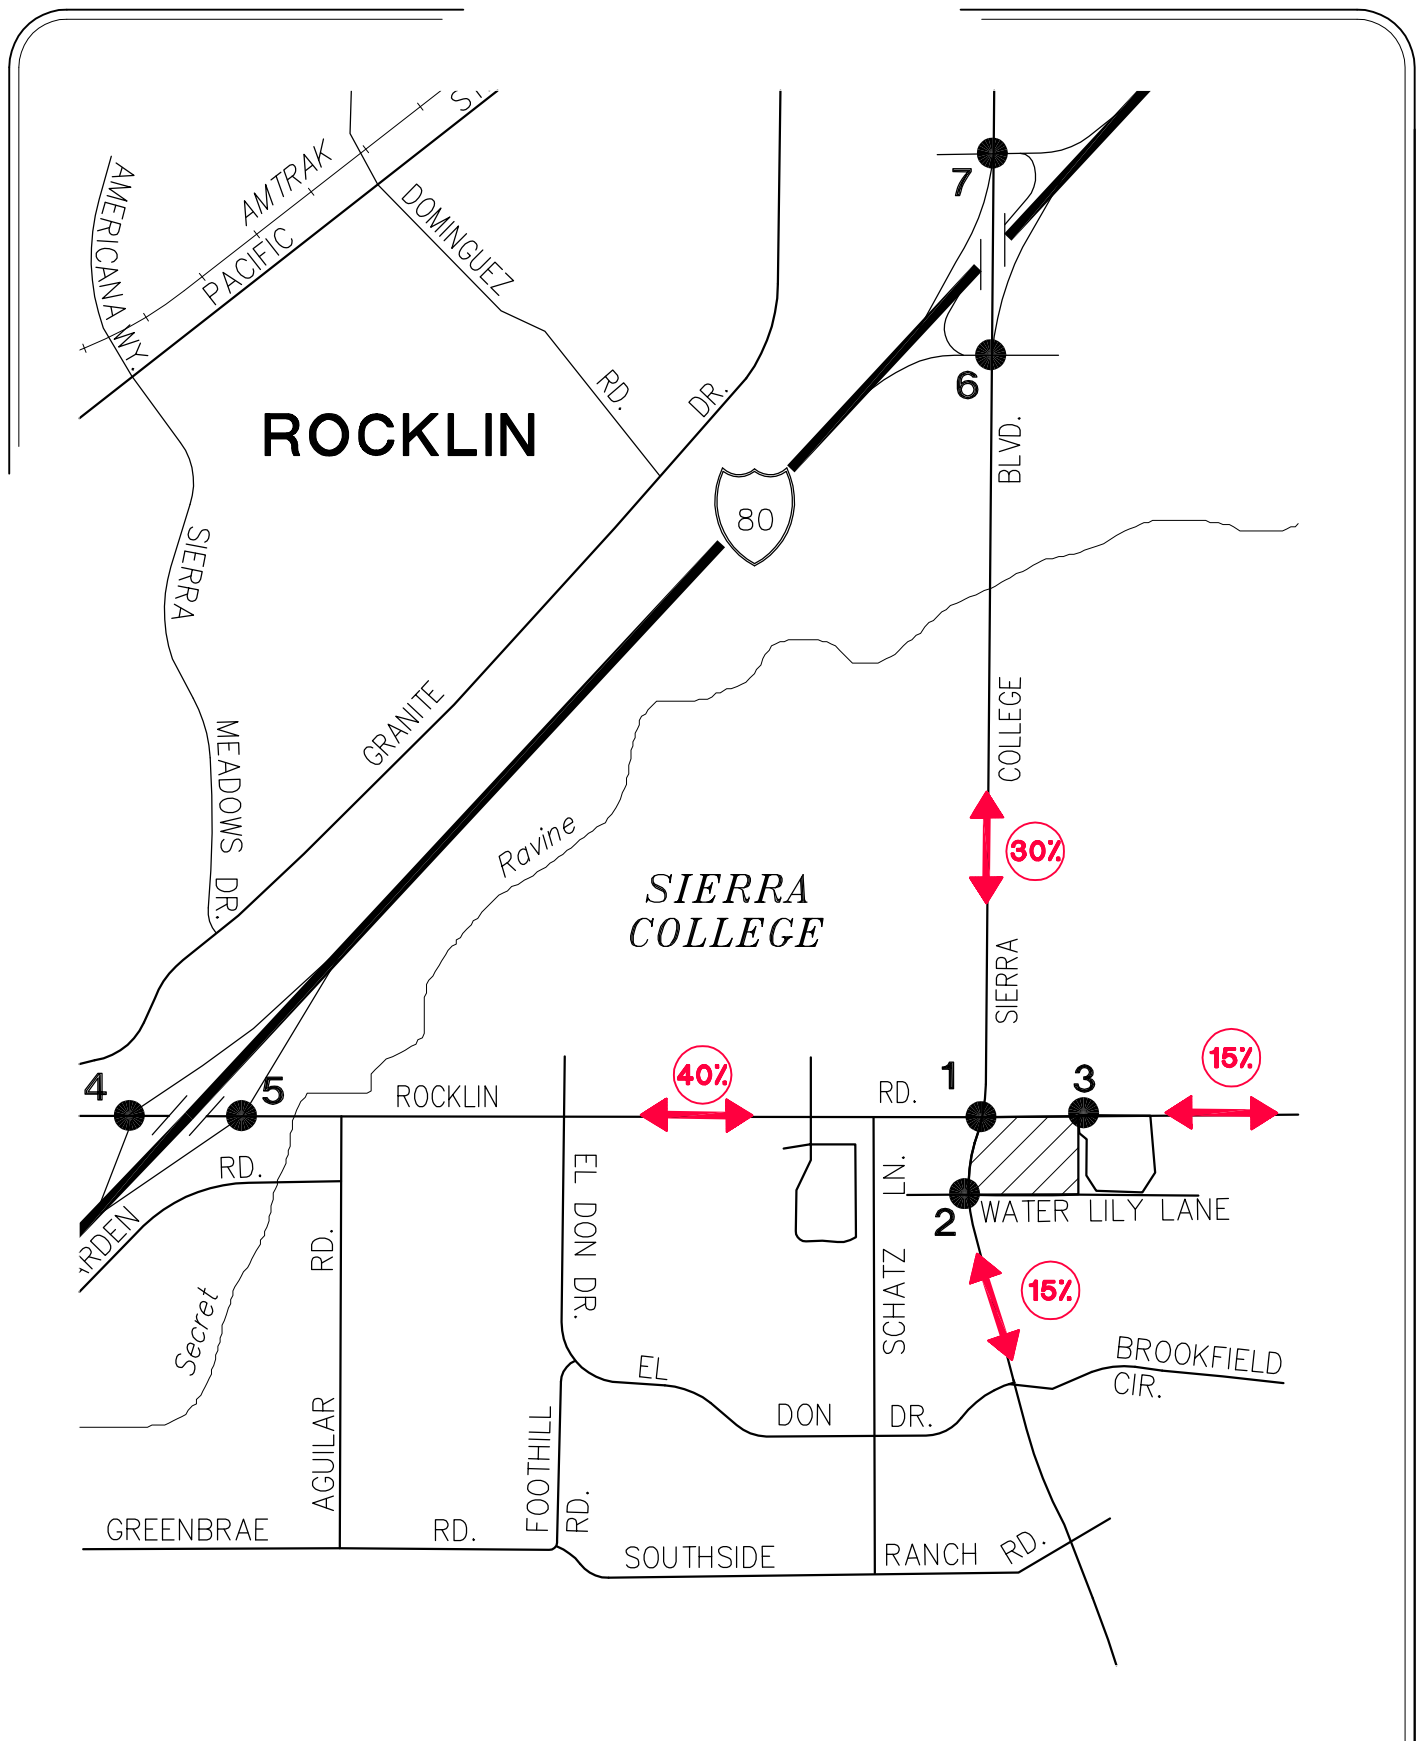 AMTRAK
PACIFIC
AMERICANA WY.
DOMINGUEZ
RD.
DR.
7
6
ROCKLIN
BLVD.
80
SIERRA
GRANITE
COLLEGE
MEADOWS DR.
Ravine
30%
SIERRA
COLLEGE
SIERRA
4
5
ROCKLIN
40%
RD.
1
3
15%
RD.
RD.
EL DON DR.
LN.
2
WATER LILY LANE
SCHATZ
15%
Secret
EL
BROOKFIELD
CIR.
DON
DR.
AGUILAR
FOOTHILL
RD.
GREENBRAE
RD.
SOUTHSIDE
RANCH
RD.